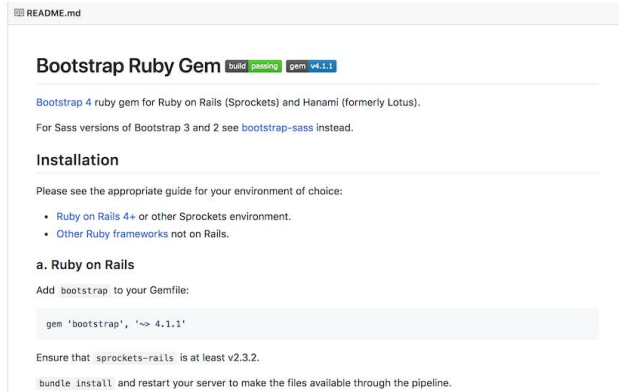 README.md
Bootstrap Ruby Gem build passing gem v4.1.1
Bootstrap 4 ruby gem for Ruby on Rails (Sprockets) and Hanami (formerly Lotus).
For Sass versions of Bootstrap 3 and 2 see bootstrap-sass instead.
Installation
Please see the appropriate guide for your environment of choice:
• Ruby on Rails 4+ or other Sprockets environment.
• Other Ruby frameworks not on Rails.
a. Ruby on Rails
Add bootstrap to your Gemfile:
gem 'bootstrap', '~> 4.1.1'
Ensure that sprockets-rails is at least v2.3.2.
bundle install and restart your server to make the files available through the pipeline.